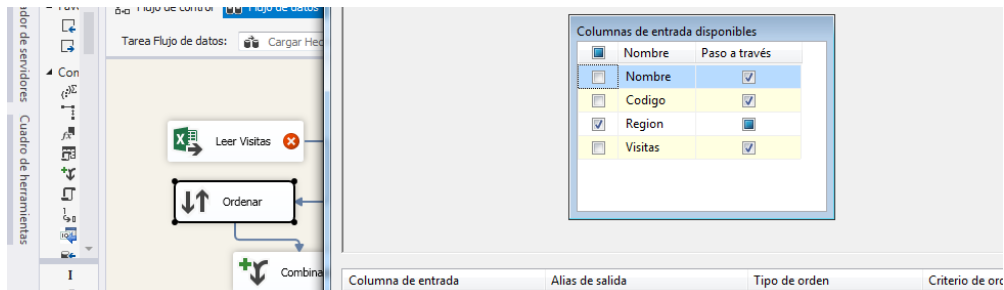 Flujo de control
Flujo de datos
Tarea Flujo de datos:
Cargar Hec
ador de servidores
Cuadro de herramientas
Con
Leer Visitas
Ordenar
Combina
Columnas de entrada disponibles
Nombre Paso a través
Nombre
Codigo
Region
Visitas
Columna de entrada Alias de salida Tipo de orden Criterio de ord